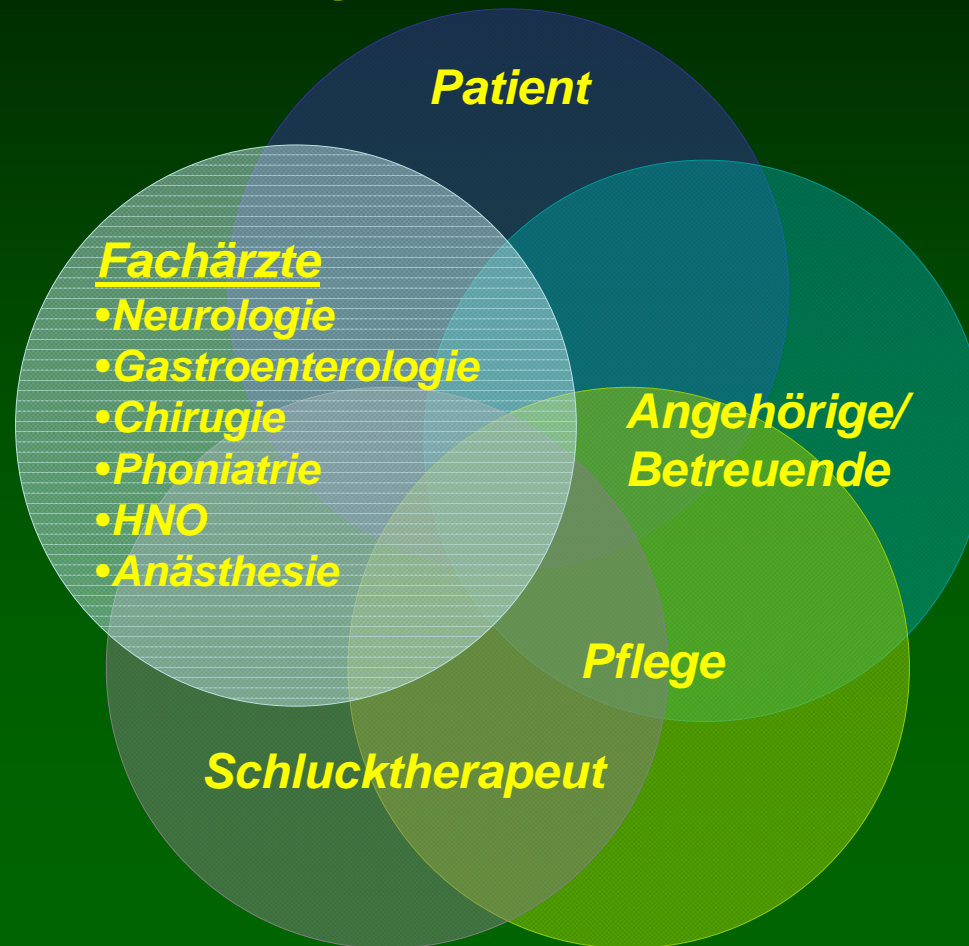 Patient
Fachärzte
•Neurologie
•Gastroenterologie
•Chirugie
•Phoniatrie
•HNO
•Anästhesie
Angehörige/
Betreuende
Pflege
Schlucktherapeut